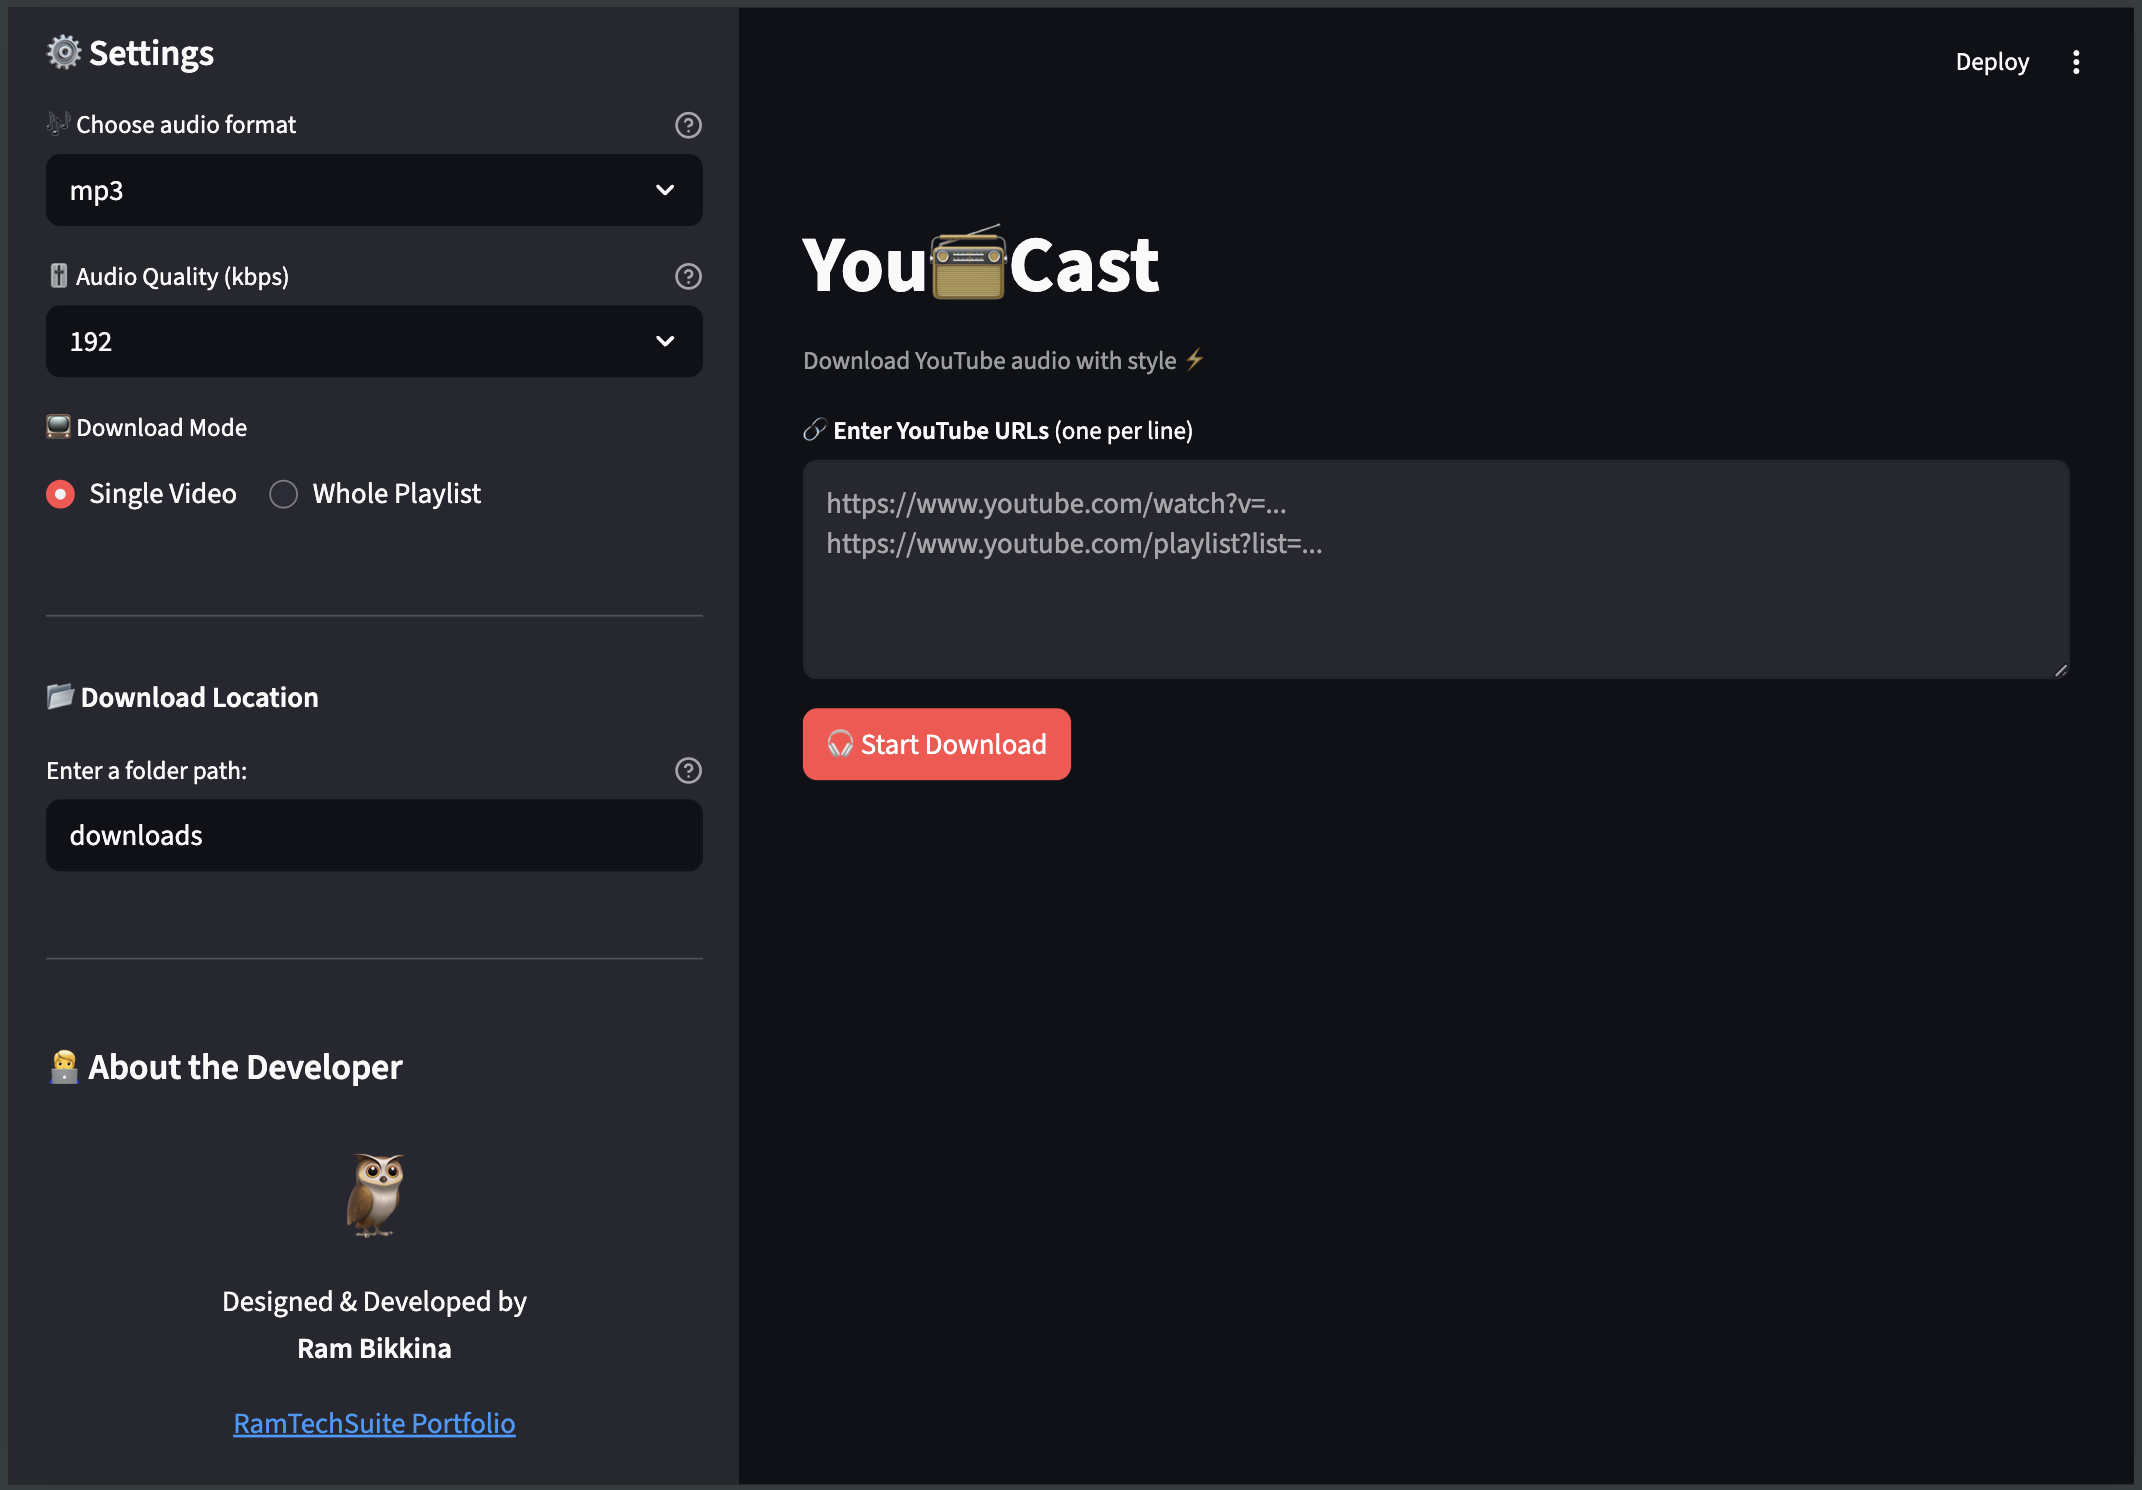 Settings
Choose audio format
mp3
Audio Quality (kbps)
192
Download Mode
Single Video
Whole Playlist
Download Location
Enter a folder path:
downloads
About the Developer
Designed & Developed by
Ram Bikkina
RamTechSuite Portfolio
Deploy
You📻Cast
Download YouTube audio with style ⚡
Enter YouTube URLs (one per line)
https://www.youtube.com/watch?v=...
https://www.youtube.com/playlist?list=...
Start Download